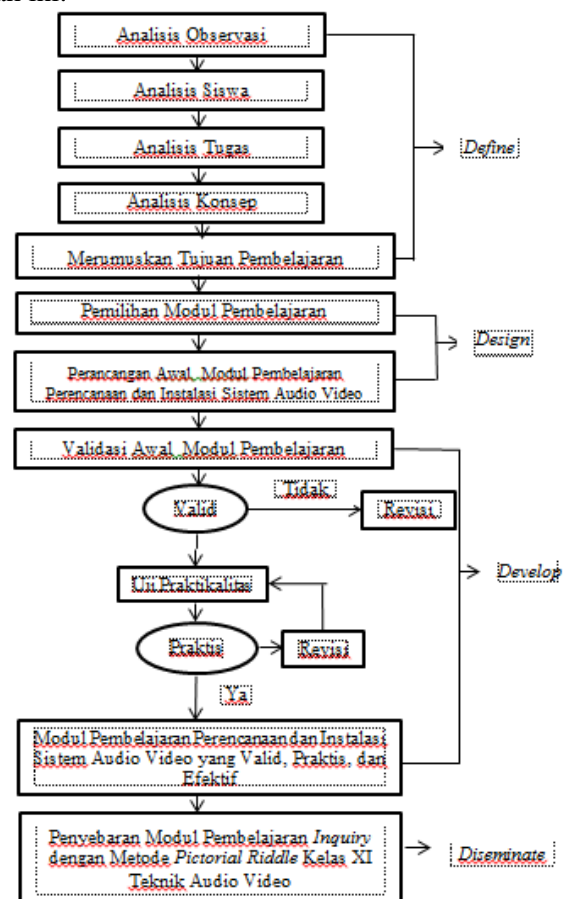 Analisis Observasi
Analisis Siswa
Analisis Tugas
Define
Analisis Konsep
Merumuskan Tujuan Pembelajaran
Pemilihan Modul Pembelajaran
Design
Perancangan Awal Modul Pembelajaran
Perencanaan dan Instalasi Sistem Audio Video
Validasi Awal Modul Pembelajaran
Tidak
Valid
Revisi
Uji Praktikalitas
Develop
Praktis
Revisi
Ya
Modul Pembelajaran Perencanaan dan Instalasi
Sistem Audio Video yang Valid, Praktis, dan
Efektif
Penyebaran Modul Pembelajaran Inquiry
dengan Metode Pictorial Riddle Kelas XI
Teknik Audio Video
Diseminate